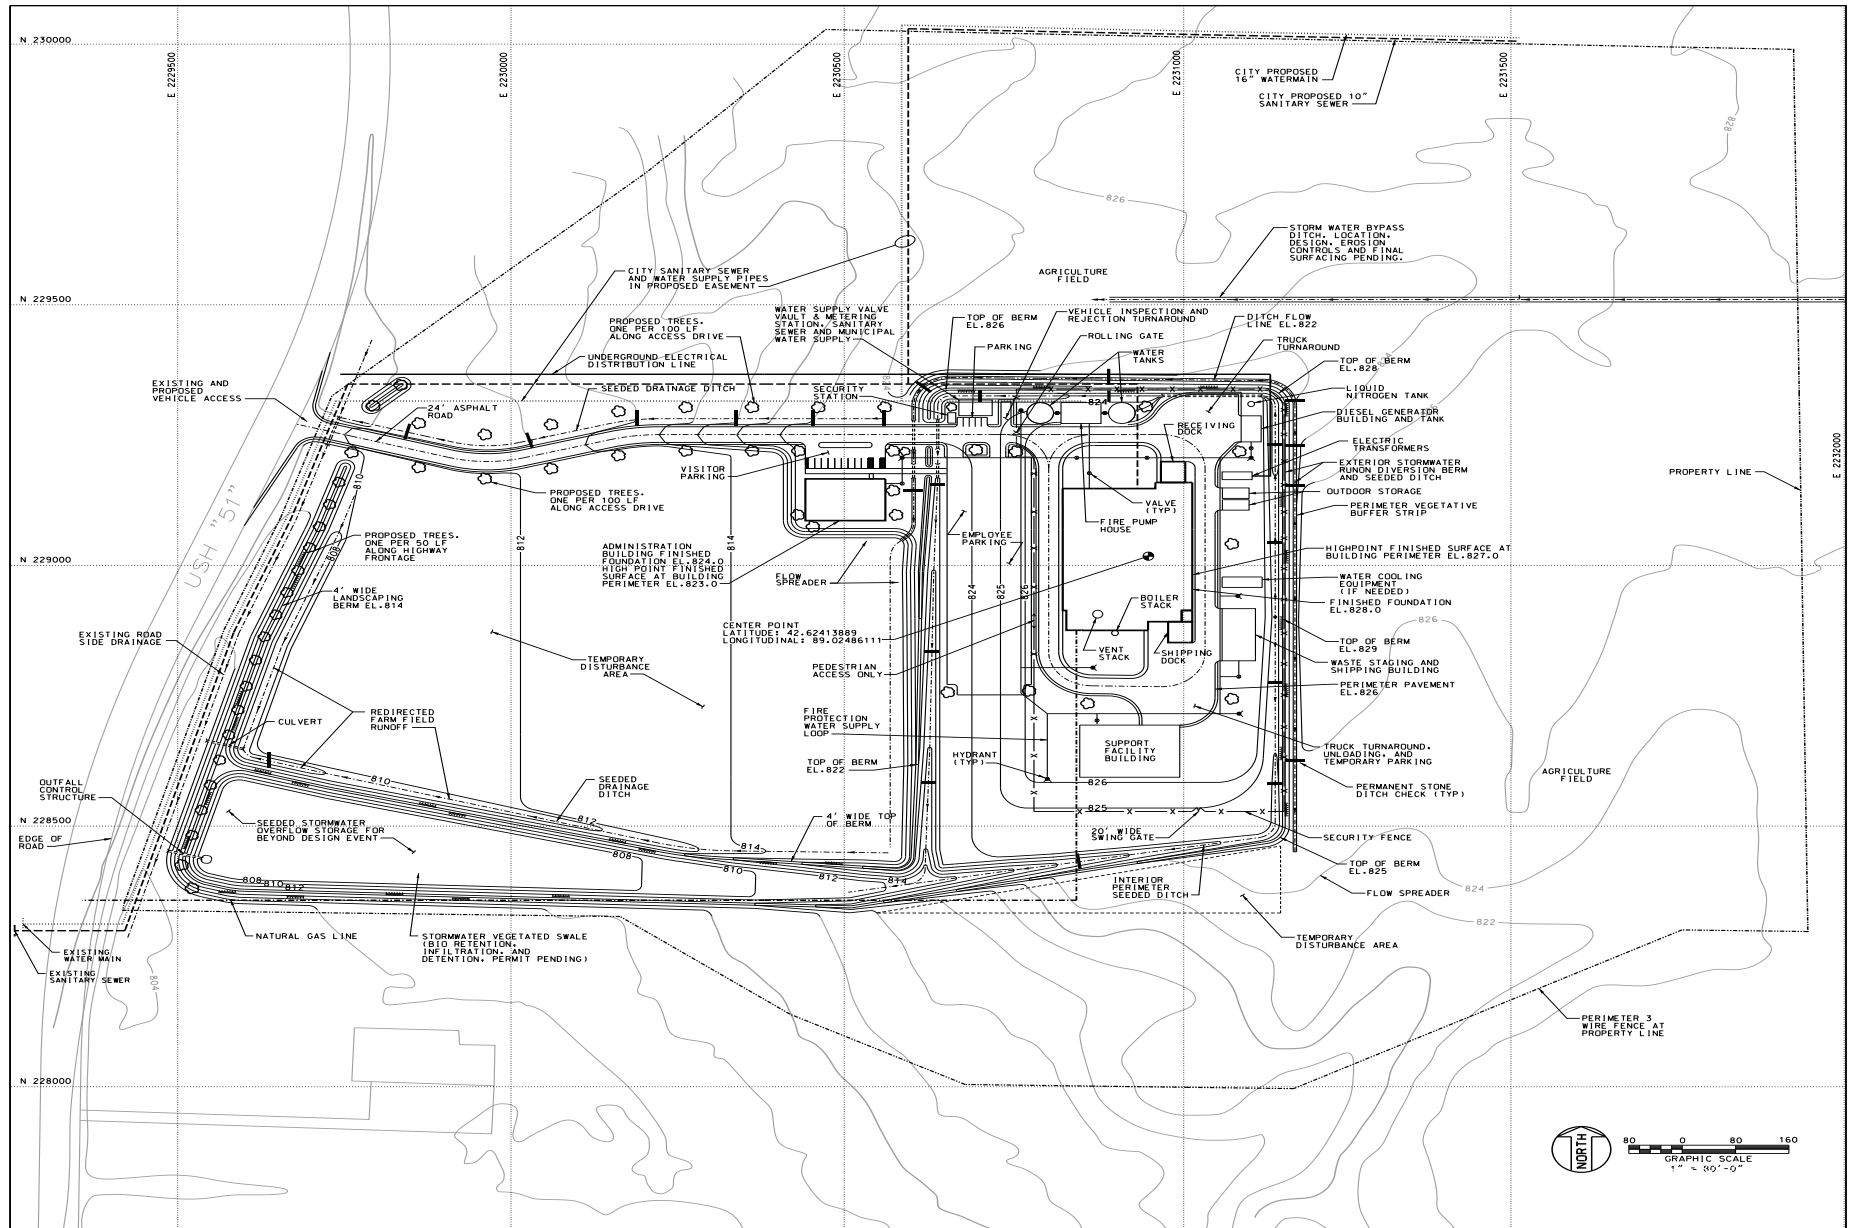 N 230000
E 2229500
E 2230000
E 2230500
E 2231000
E 2231500
CITY PROPOSED
16" WATERMAIN
CITY PROPOSED 10"
SANITARY SEWER
828
826
STORM WATER BYPASS
DITCH. LOCATION.
DESIGN. EROSION
CONTROLS AND FINAL
SURFACING PENDING.
AGRICULTURE
FIELD
CITY SANITARY SEWER
AND WATER SUPPLY PIPES
IN PROPOSED EASEMENT
N 229500
WATER SUPPLY VALVE
VAULT & METERING
STATION. SANITARY
SEWER AND MUNICIPAL
WATER SUPPLY
PROPOSED TREES.
ONE PER 100 LF
ALONG ACCESS DRIVE
UNDERGROUND ELECTRICAL
DISTRIBUTION LINE
TOP OF BERM
EL.826
VEHICLE INSPECTION AND
REJECTION TURNAROUND
DITCH FLOW
LINE EL.822
PARKING
ROLLING GATE
WATER
TANKS
TRUCK
TURNAROUND
TOP OF BERM
EL.828
EXISTING AND
PROPOSED
VEHICLE ACCESS
SEEDED DRAINAGE DITCH
SECURITY
STATION
824
LIQUID
NITROGEN TANK
24' ASPHALT
ROAD
DIESEL GENERATOR
BUILDING AND TANK
RECEIVING
DOCK
ELECTRIC
TRANSFORMERS
VISITOR
PARKING
EXTERIOR STORMWATER
RUNON DIVERSION BERM
AND SEEDED DITCH
PROPERTY LINE
E 2232000
OUTDOOR STORAGE
PROPOSED TREES.
ONE PER 100 LF
ALONG ACCESS DRIVE
VALVE
(TYP)
PERIMETER VEGETATIVE
BUFFER STRIP
FIRE PUMP
HOUSE
USH "51"
810
808
812
814
PROPOSED TREES.
ONE PER 50 LF
ALONG HIGHWAY
FRONTAGE
EMPLOYEE
PARKING
N 229000
ADMINISTRATION
BUILDING FINISHED
FOUNDATION EL.824.0
HIGH POINT FINISHED
SURFACE AT BUILDING
PERIMETER EL.823.0
FLOW
SPREADER
HIGHPOINT FINISHED SURFACE AT
BUILDING PERIMETER EL.827.0
824
825
826
4' WIDE
LANDSCAPING
BERM EL.814
WATER COOLING
EQUIPMENT
(IF NEEDED)
BOILER
STACK
FINISHED FOUNDATION
EL.828.0
826
CENTER POINT
LATITUDE: 42.62413889
LONGITUDINAL: 89.02486111
EXISTING ROAD
SIDE DRAINAGE
TOP OF BERM
EL.829
VENT
STACK
SHIPPING
DOCK
TEMPORARY
DISTURBANCE
AREA
PEDESTRIAN
ACCESS ONLY
WASTE STAGING AND
SHIPPING BUILDING
PERIMETER PAVEMENT
EL.826
REDIRECTED
FARM FIELD
RUNOFF
CULVERT
FIRE
PROTECTION
WATER SUPPLY
LOOP
SUPPORT
FACILITY
BUILDING
TRUCK TURNAROUND.
UNLOADING. AND
TEMPORARY PARKING
HYDRANT
(TYP)
TOP OF BERM
EL.822
810
SEEDED
DRAINAGE
DITCH
OUTFALL
CONTROL
STRUCTURE
826
825
AGRICULTURE
FIELD
PERMANENT STONE
DITCH CHECK (TYP)
N 228500
812
4' WIDE TOP
OF BERM
SEEDED STORMWATER
OVERFLOW STORAGE FOR
BEYOND DESIGN EVENT
20' WIDE
SWING GATE
SECURITY FENCE
EDGE OF
ROAD
814
808
TOP OF BERM
EL.825
810
812
814
808
810
812
INTERIOR
PERIMETER
SEEDED DITCH
FLOW SPREADER
824
822
NATURAL GAS LINE
STORMWATER VEGETATED SWALE
(BIO RETENTION.
INFILTRATION. AND
DETENTION. PERMIT PENDING)
TEMPORARY
DISTURBANCE AREA
EXISTING
WATER MAIN
EXISTING
SANITARY SEWER
804
PERIMETER 3
WIRE FENCE AT
PROPERTY LINE
N 228000
NORTH
80 0 80 160
GRAPHIC SCALE
1" = 80'-0"